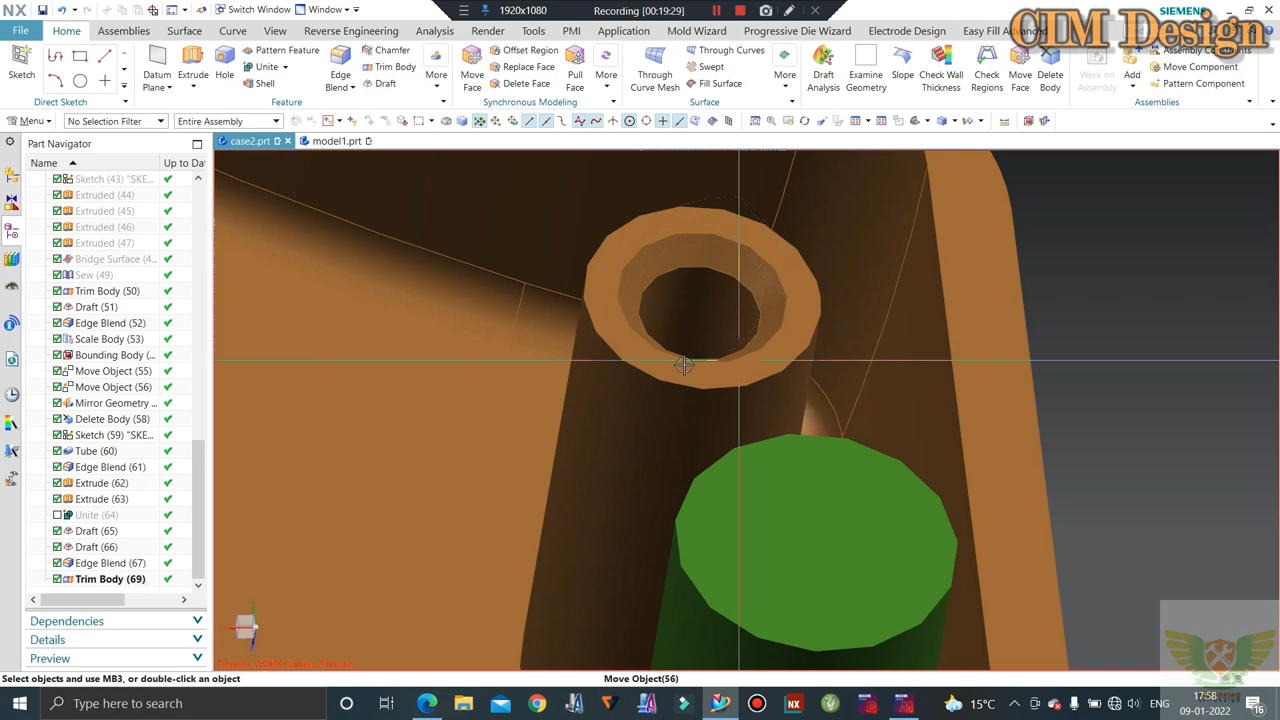 NX Switch Window Window 1920x1080 Recording [00:19:29] SIEMENS
CIM Design
File Home Assemblies Surface Curve View Reverse Engineering Analysis Render Tools PMI Application Mold Wizard Progressive Die Wizard Electrode Design Easy Fill Advanced
Pattern Feature Chamfer Offset Region Through Curves Assembly Constraints
Unite Trim Body Replace Face Swept Move Component
Shell Draft Delete Face Fill Surface Pattern Component
Sketch Datum Plane Extrude Hole Edge Blend More Move Face Pull Face More Through Curve Mesh More Draft Analysis Examine Geometry Slope Check Wall Thickness Check Regions Move Face Delete Body Work on Assembly Add
Direct Sketch Feature Synchronous Modeling Surface Assemblies
Menu No Selection Filter Entire Assembly
case2.prt model1.prt
Part Navigator
Name Up to Da
Sketch (43) "SKE...
Extruded (44)
Extruded (45)
Extruded (46)
Extruded (47)
Bridge Surface (4...
Sew (49)
Trim Body (50)
Draft (51)
Edge Blend (52)
Scale Body (53)
Bounding Body (...
Move Object (55)
Move Object (56)
Mirror Geometry ...
Delete Body (58)
Sketch (59) "SKE...
Tube (60)
Edge Blend (61)
Extrude (62)
Extrude (63)
Unite (64)
Draft (65)
Draft (66)
Edge Blend (67)
Trim Body (69)
Dependencies
Details
Preview
Select objects and use MB3, or double-click an object Move Object(56)
Type here to search 15°C ENG 17:58
09-01-2022 16